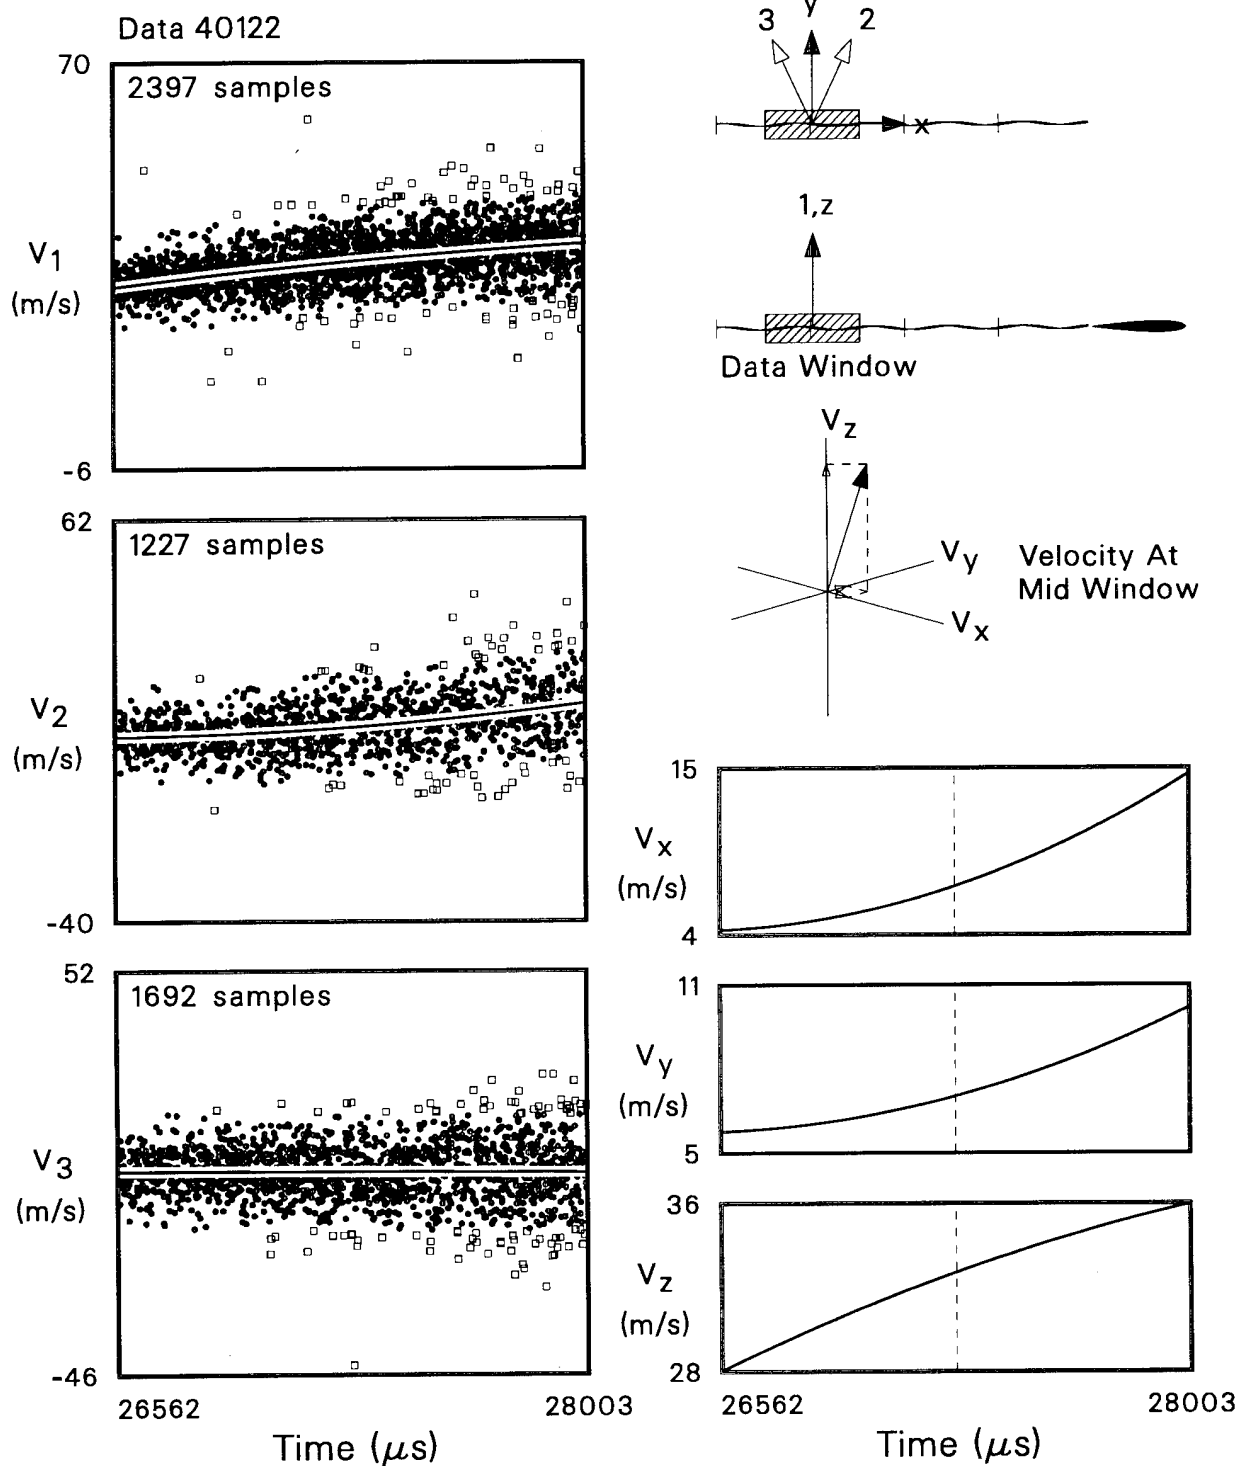 Data 40122
70
2397 samples
V1
(m/s)
-6
62
1227 samples
V2
(m/s)
-40
52
1692 samples
V3
(m/s)
-46
26562
28003
Time (μs)
3
y
2
x
1,z
Data Window
Vz
Vy
Vx
Velocity At
Mid Window
15
Vx
(m/s)
4
11
Vy
(m/s)
5
36
Vz
(m/s)
28
26562
28003
Time (μs)